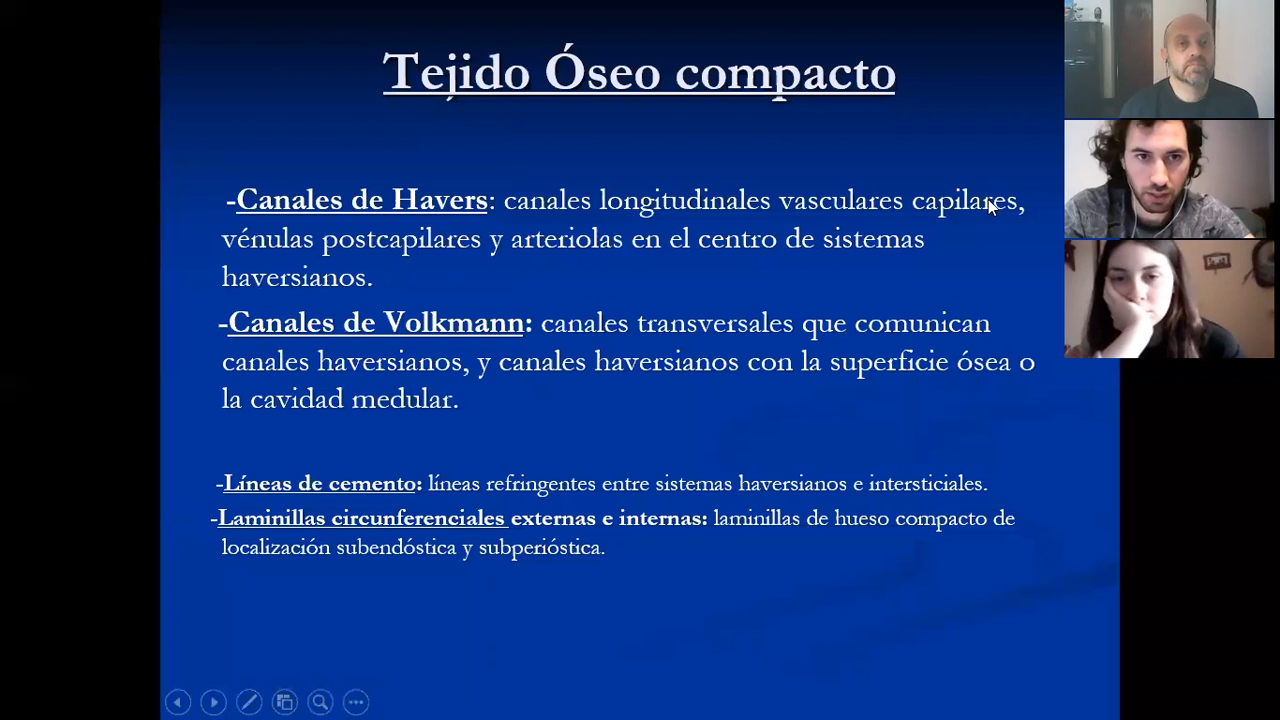 Tejido Óseo compacto
-Canales de Havers: canales longitudinales vasculares capilares,
vénulas postcapilares y arteriolas en el centro de sistemas
haversianos.
-Canales de Volkmann: canales transversales que comunican
canales haversianos, y canales haversianos con la superficie ósea o
la cavidad medular.
-Líneas de cemento: líneas refringentes entre sistemas haversianos e intersticiales.
-Laminillas circunferenciales externas e internas: laminillas de hueso compacto de
localización subendóstica y subperióstica.